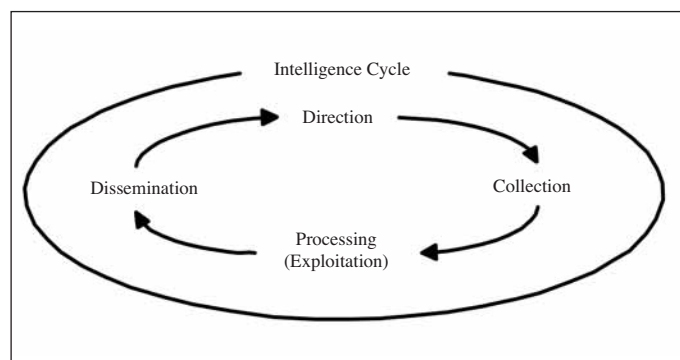 Intelligence Cycle
Direction
Dissemination
Collection
Processing
(Exploitation)